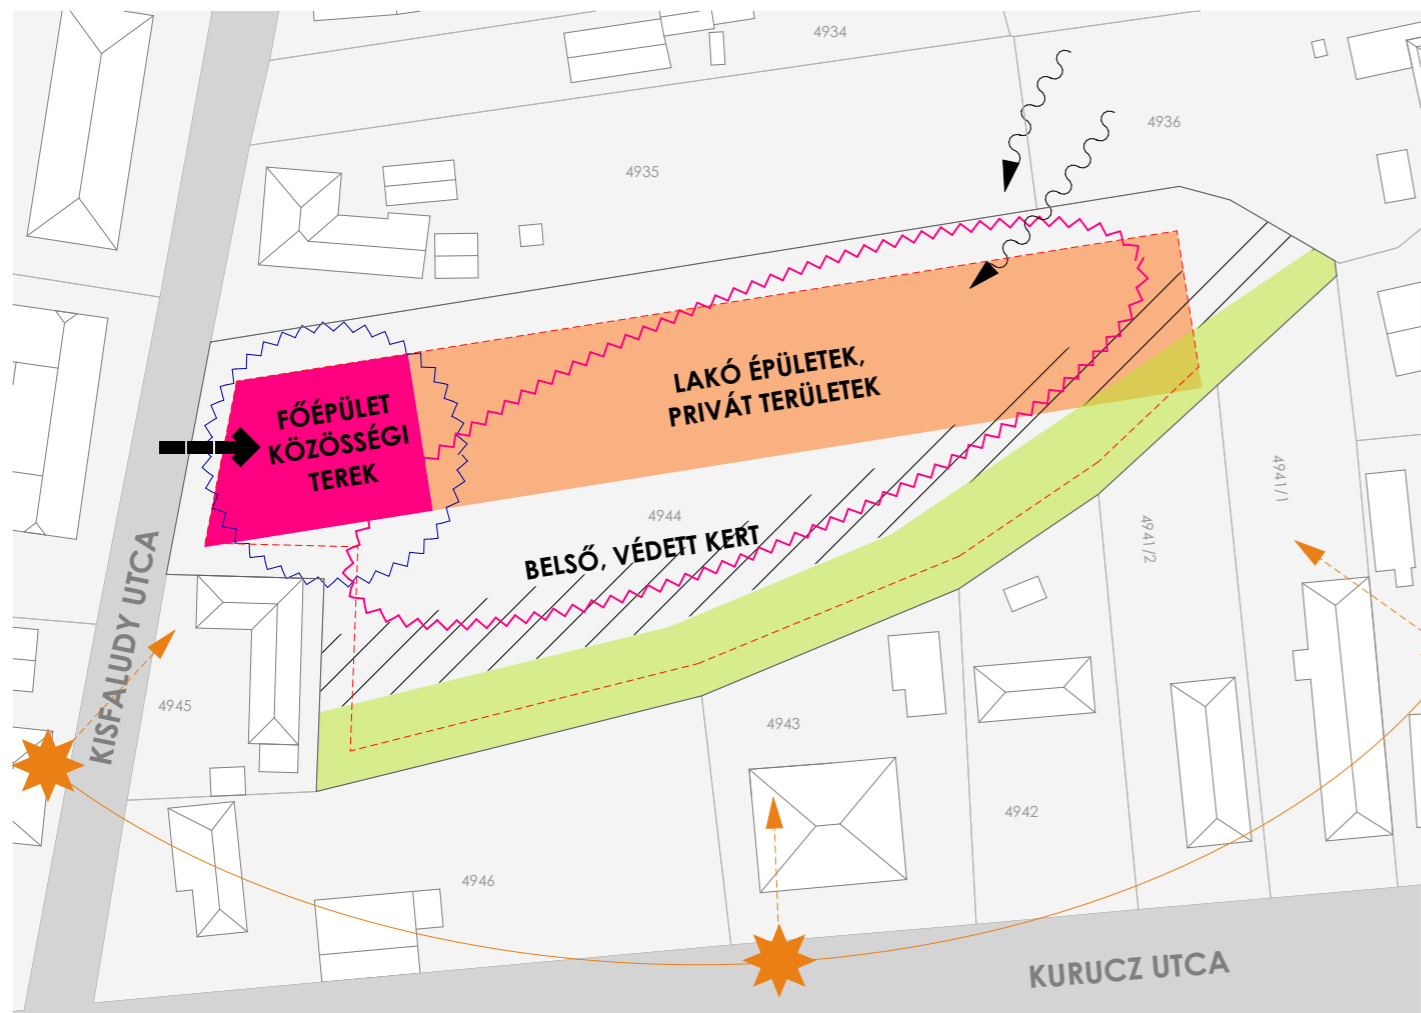 4934
4936
4935
LAKÓ ÉPÜLETEK,
PRIVÁT TERÜLETEK
FŐÉPÜLET
KÖZÖSSÉGI
TEREK
4944
BELSŐ, VÉDETT KERT
4941/1
4941/2
KISFALUDY UTCA
4945
4943
4942
4946
KURUCZ UTCA